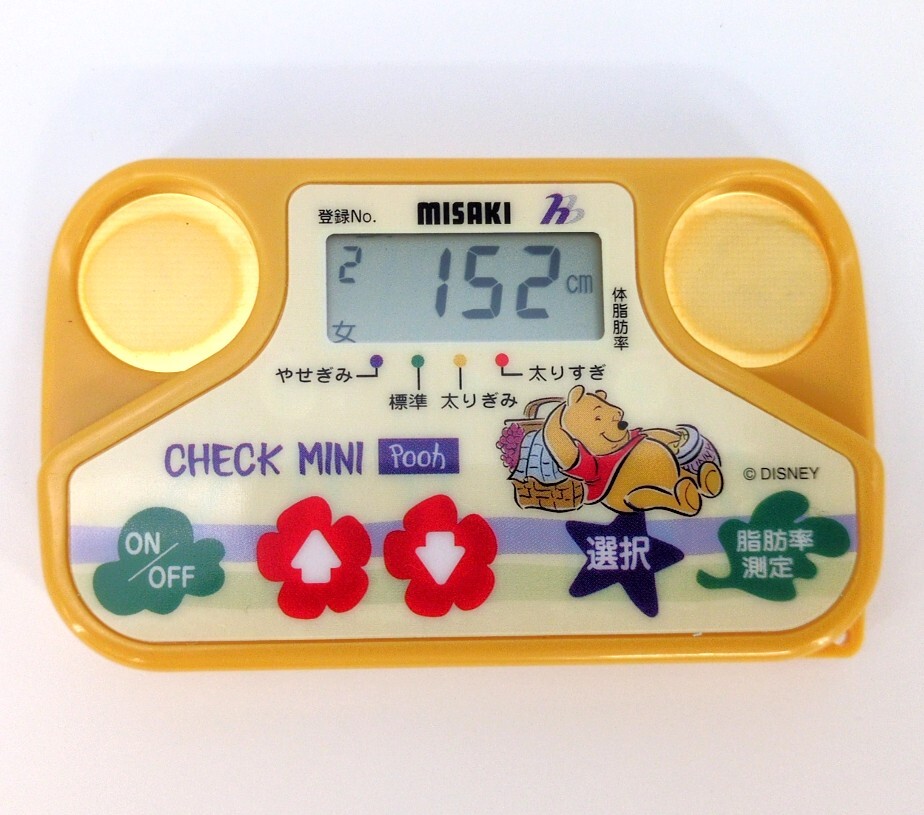 登録No. MISAKI
2 152 cm
女
体脂肪率
やせぎみ 太りすぎ
標準 太りぎみ
CHECK MINI Pooh
© DISNEY
ON/OFF
選択
脂肪率
測定